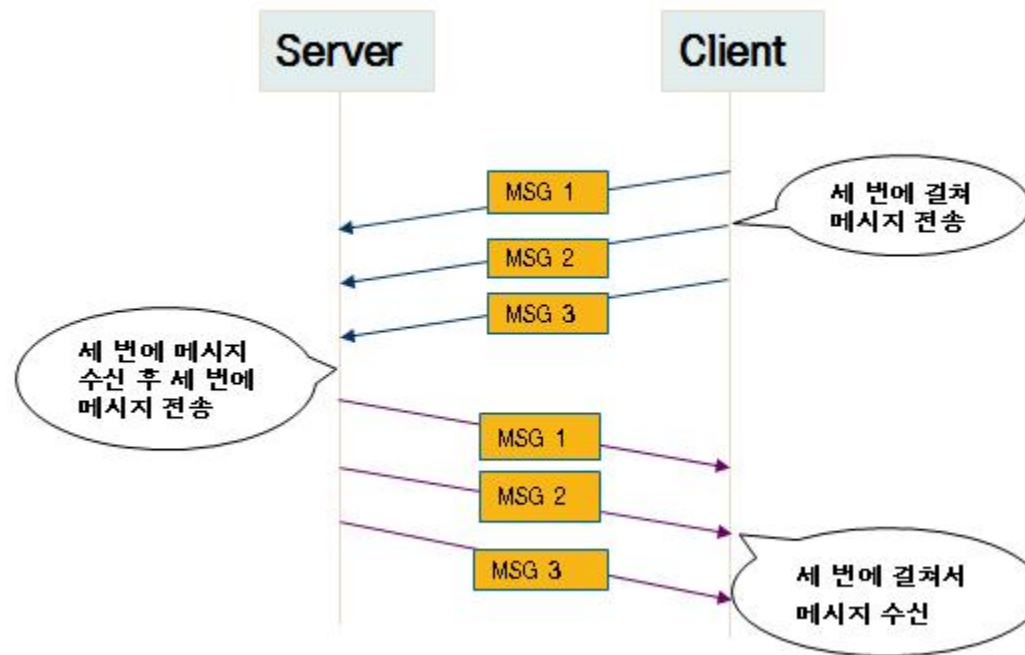 Server
Client
MSG 1
세 번에 걸쳐
메시지 전송
MSG 2
MSG 3
세 번에 메시지
수신 후 세 번에
메시지 전송
MSG 1
MSG 2
MSG 3
세 번에 걸쳐서
메시지 수신